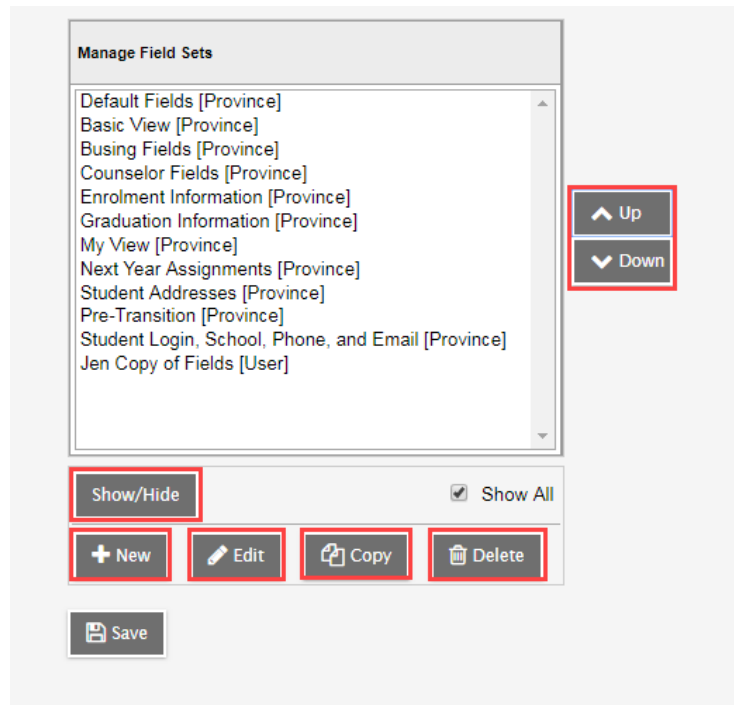 Manage Field Sets
Default Fields [Province]
Basic View [Province]
Busing Fields [Province]
Counselor Fields [Province]
Enrolment Information [Province]
Graduation Information [Province]
My View [Province]
Next Year Assignments [Province]
Student Addresses [Province]
Pre-Transition [Province]
Student Login, School, Phone, and Email [Province]
Jen Copy of Fields [User]
Up
Down
Show/Hide Show All
New Edit Copy Delete
Save